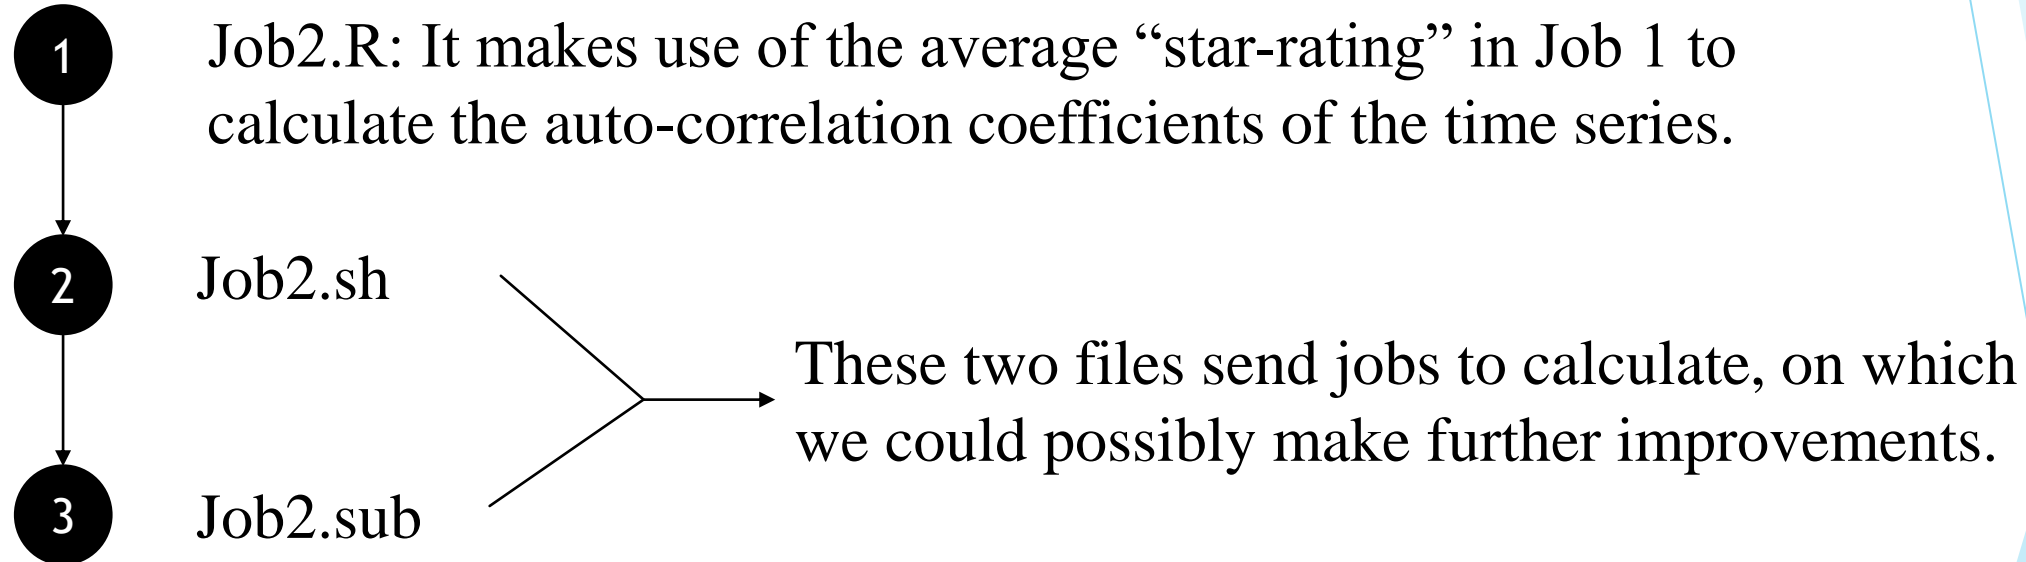 1
Job2.R: It makes use of the average “star-rating” in Job 1 to
calculate the auto-correlation coefficients of the time series.
2
Job2.sh
These two files send jobs to calculate, on which
we could possibly make further improvements.
3
Job2.sub